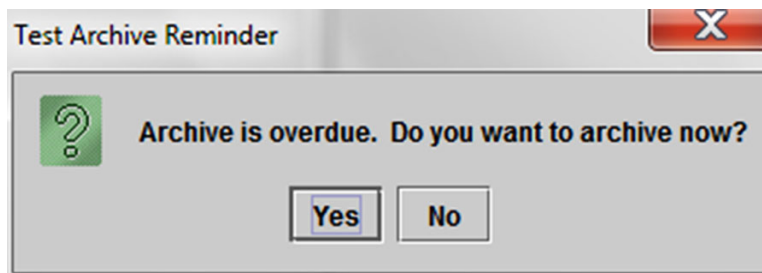 Test Archive Reminder
Archive is overdue.  Do you want to archive now?
Yes
No